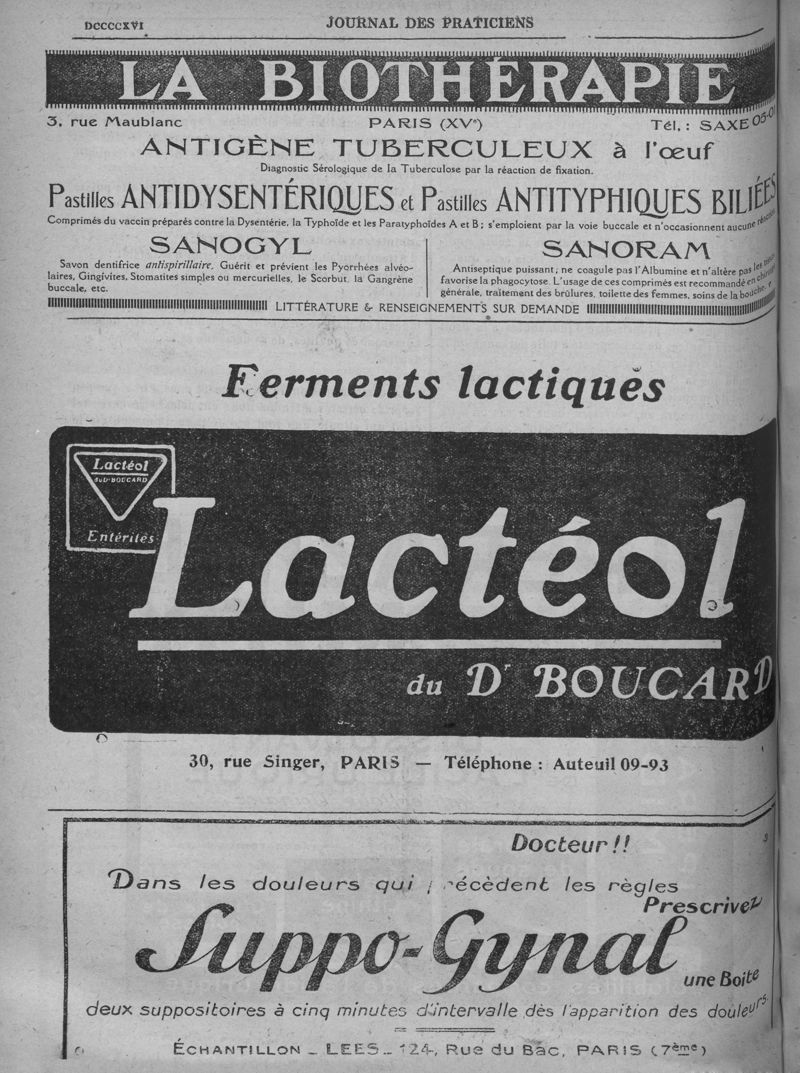 DCCCCXVI
JOURNAL DES PRATICIENS
LA BIOTHÉRAPIE
3, rue Maublanc PARIS (XVe) Tél. : SAXE 05-01
ANTIGÈNE TUBERCULEUX à l'œuf
Diagnostic Sérologique de la Tuberculose par la réaction de fixation.
Pastilles ANTIDYSENTÉRIQUES et Pastilles ANTITYPHIQUES BILIÉES
Comprimés du vaccin préparés contre la Dysentérie, la Typhoïde et les Paratyphoïdes A et B ; s'emploient par la voie buccale et n'occasionnent aucune réaction
SANOGYL
Savon dentifrice antispirillaire, Guérit et prévient les Pyorrhées alvéo-
laires, Gingivites, Stomatites simples ou mercurielles, le Scorbut, la Gangrène
buccale, etc.
SANORAM
Antiseptique puissant ; ne coagule pas l'Albumine et n'altère pas les
favorise la phagocytose. L'usage de ces comprimés est recommandé en chirurgie
générale, traitement des brûlures, toilette des femmes, soins de la bouche,
LITTÉRATURE & RENSEIGNEMENTS SUR DEMANDE
Ferments lactiques
Lactéol
du Dr BOUCARD
Entérites
Lactéol
du Dr BOUCARD
30, rue Singer, PARIS — Téléphone : Auteuil 09-93
Docteur !!
Dans les douleurs qui récèdent les règles
Prescrivez
Suppo-Gynal
une Boite
deux suppositoires à cinq minutes d'intervalle dès l'apparition des douleurs.
ÉCHANTILLON _ LEES _ 124, Rue du Bac, PARIS (7ème)